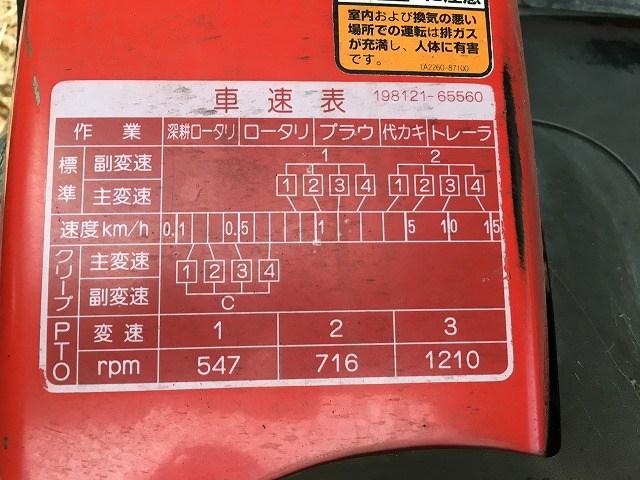 室内および換気の悪い
場所での運転は排ガス
が充満し、人体に有害
です。
TA2260-87100
車速表 198121-65560
作業 深耕ロータリ ロータリ プラウ 代カキ トレーラ
標準 副変速 1 2
主変速 1 2 3 4 1 2 3 4
速度km/h 0.1 0.5 1 5 10 15
クリープ 主変速 1 2 3 4
副変速 C
PTO 変速 1 2 3
rpm 547 716 1210